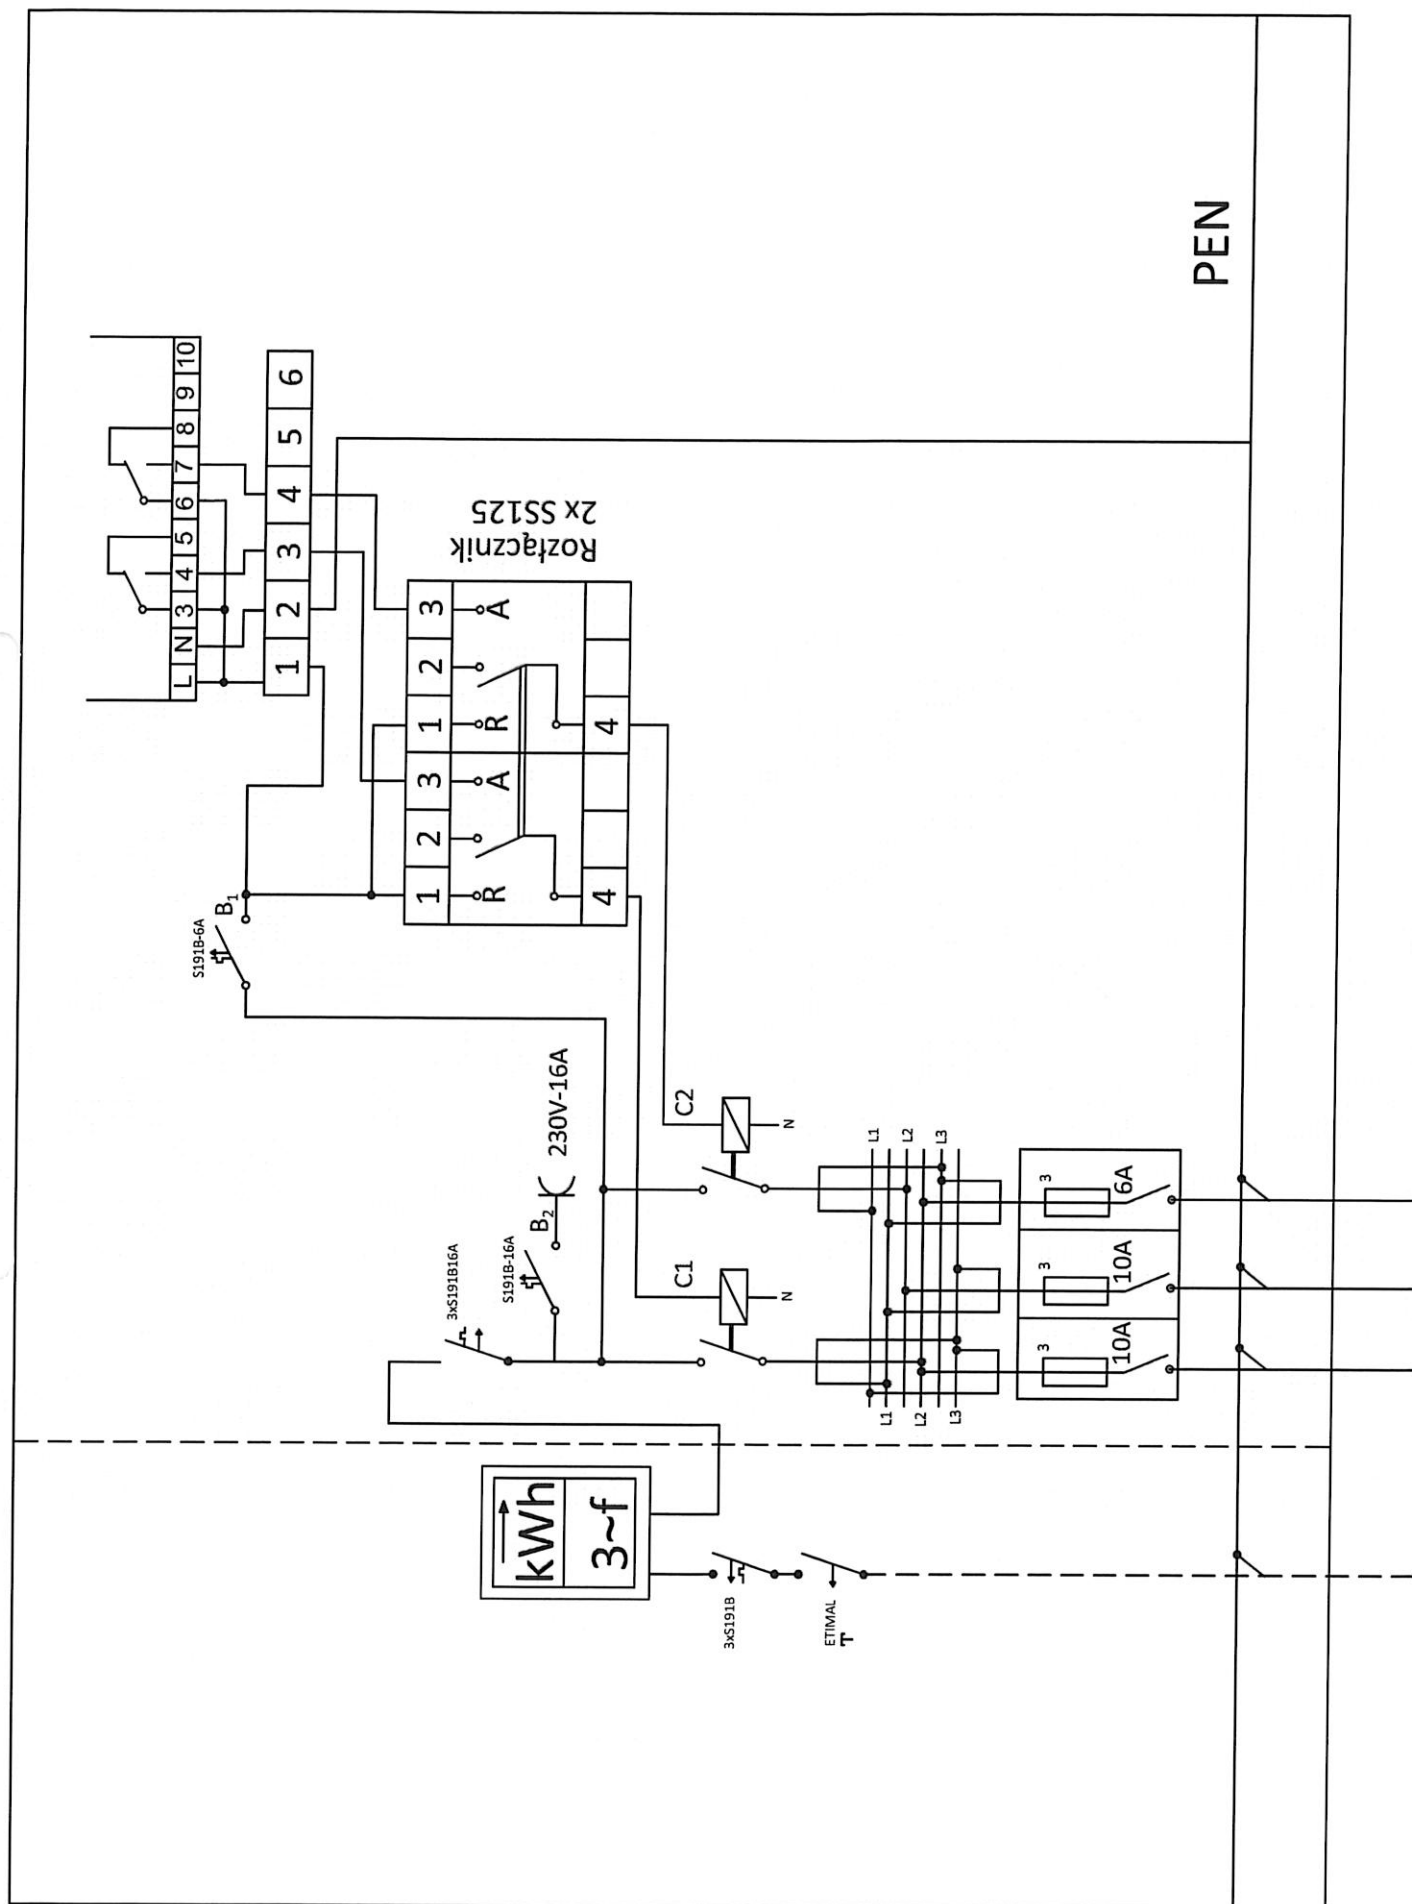 L N 3 4 5 6 7 8 9 10
S191B-6A
B₁
1 2 3 4 5 6
1 2 3 1 2 3
R A R A
4 4
Rozłącznik
2x SS125
3xS191B16A
S191B-16A
B₂
230V-16A
kWh
3~f
C1
C2
N
N
3xS191B
ETIMAL
T
L1
L2
L3
L1
L2
L3
3 3 3
10A 10A 6A
PEN